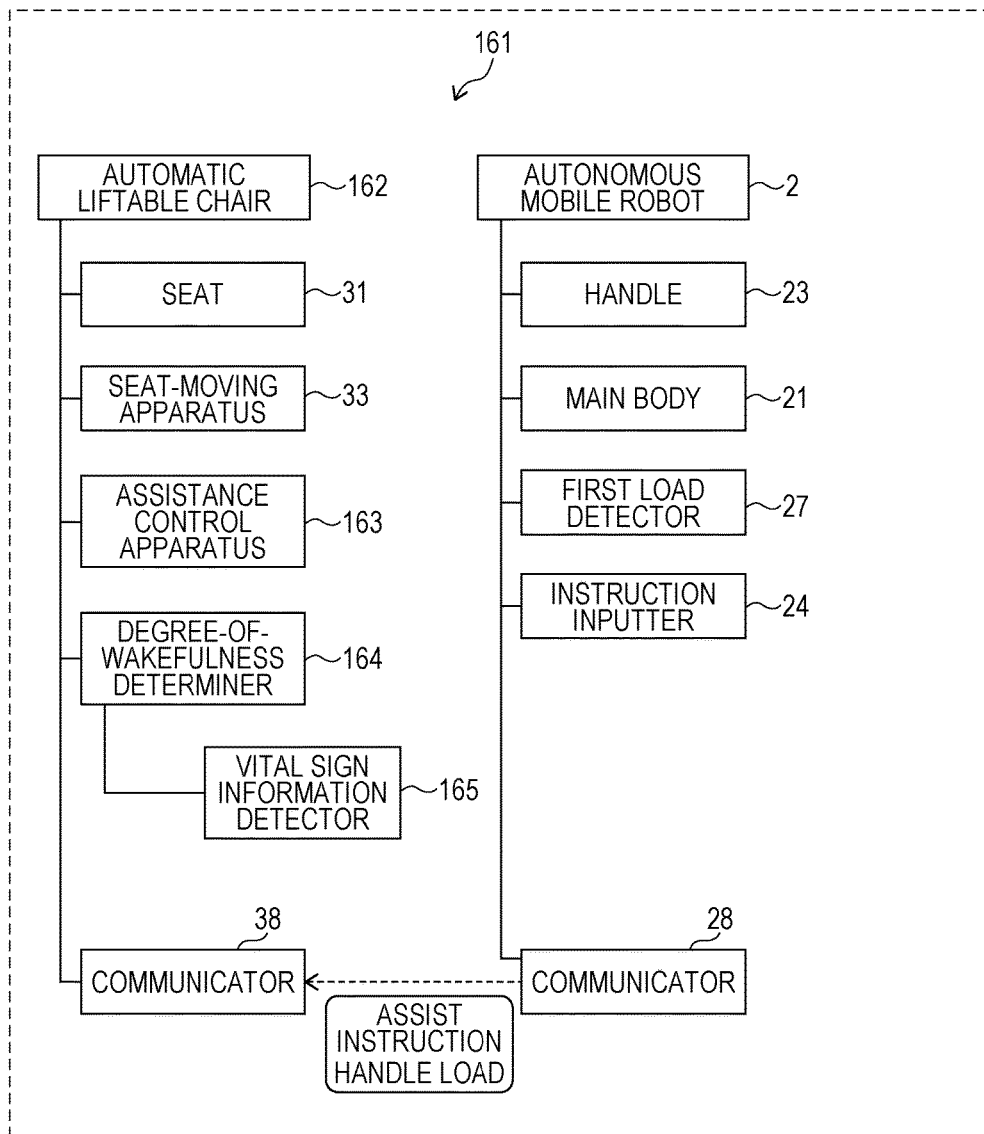 161
AUTOMATIC
LIFTABLE CHAIR
162
SEAT
31
SEAT-MOVING
APPARATUS
33
ASSISTANCE
CONTROL
APPARATUS
163
DEGREE-OF-
WAKEFULNESS
DETERMINER
164
VITAL SIGN
INFORMATION
DETECTOR
165
38
COMMUNICATOR
AUTONOMOUS
MOBILE ROBOT
2
HANDLE
23
MAIN BODY
21
FIRST LOAD
DETECTOR
27
INSTRUCTION
INPUTTER
24
28
COMMUNICATOR
ASSIST
INSTRUCTION
HANDLE LOAD